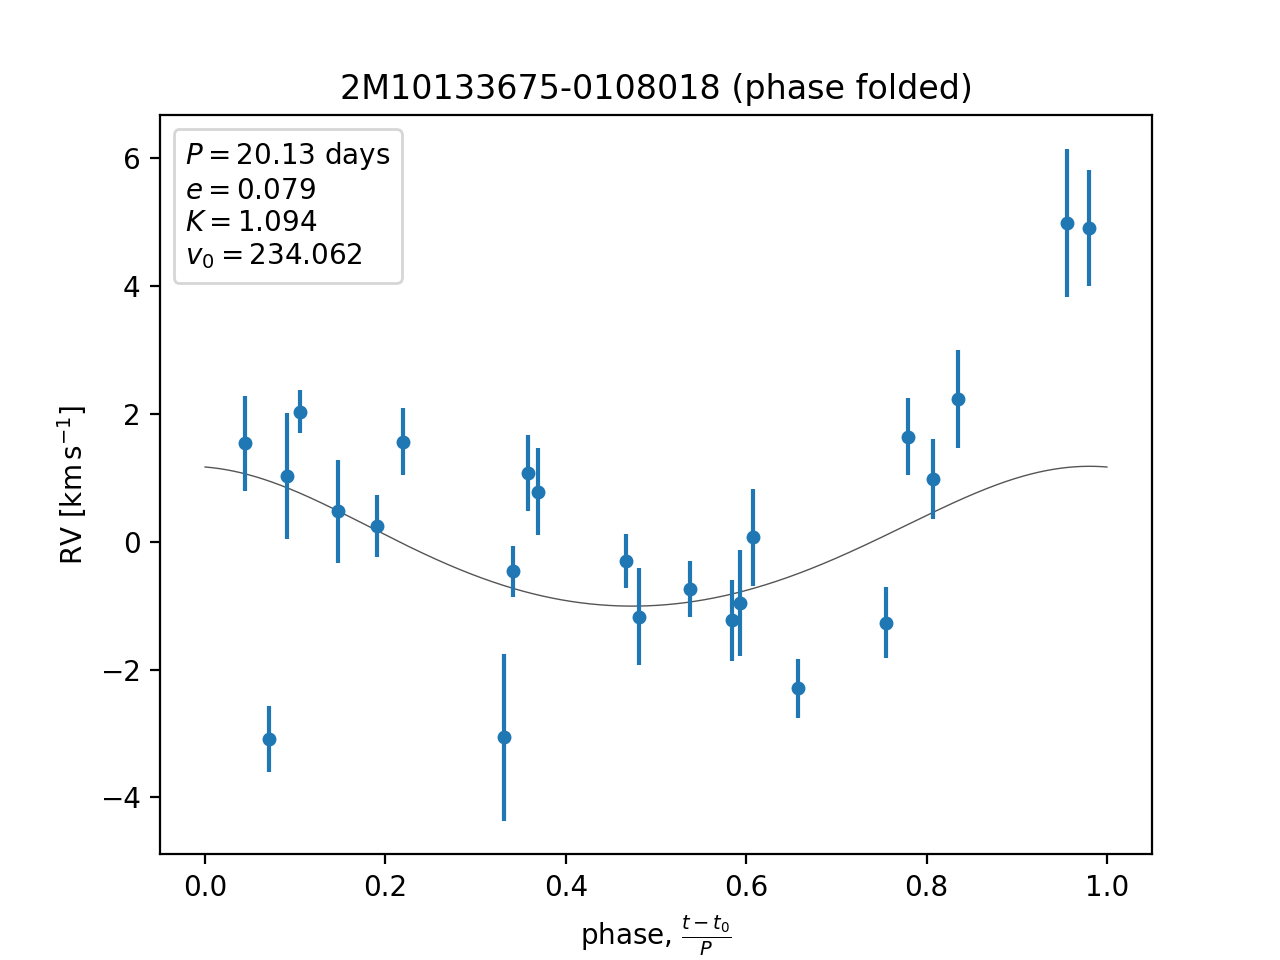 2M10133675-0108018 (phase folded)
P = 20.13 days
e = 0.079
K = 1.094
v₀ = 234.062
RV [km s⁻¹]
6
4
2
0
−2
−4
0.0 0.2 0.4 0.6 0.8 1.0
phase, (t − t₀)/P